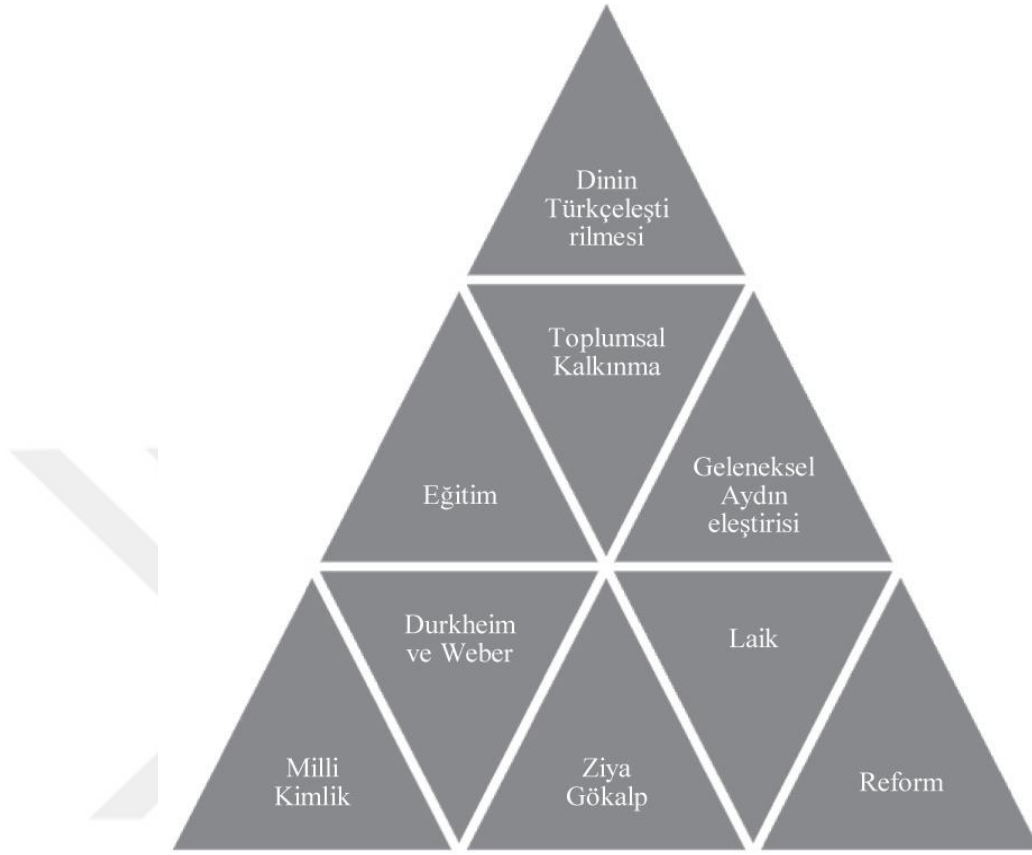 Dinin
Türkçeleşti
rilmesi
Toplumsal
Kalkınma
Eğitim
Geleneksel
Aydın
eleştirisi
Durkheim
ve Weber
Laik
Milli
Kimlik
Ziya
Gökalp
Reform